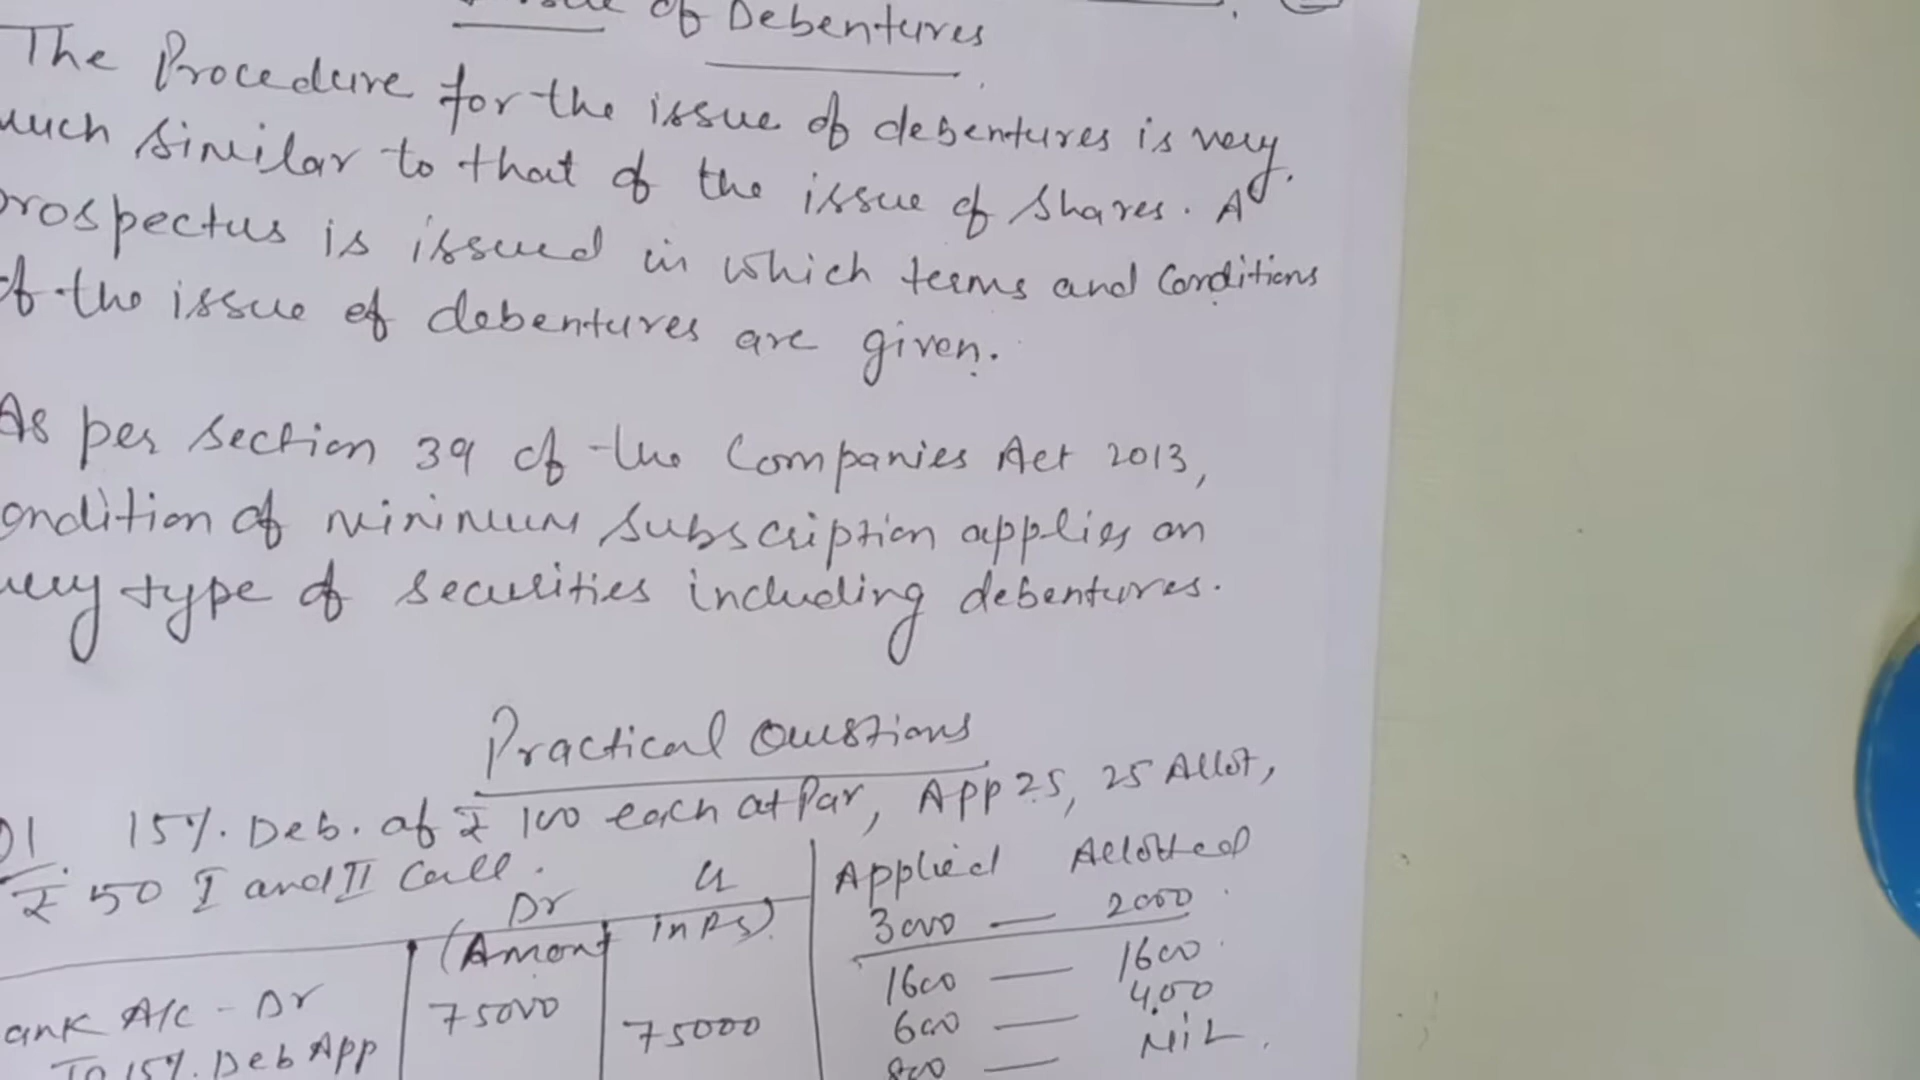 of Debentures
The Procedure for the issue of debentures is very
much similar to that of the issue of shares. A
prospectus is issued in which terms and Conditions
of the issue of debentures are given.
As per section 39 of the Companies Act 2013,
condition of minimum subscription applies on
every type of securities including debentures.
Practical Questions
15%. Deb. of ₹ 100 each at Par, App 25, 25 Allot,
₹ 50 I and II Call.
Dr Cr
(Amont in Rs)
Applied Allotted
3000 — 2000
1600 — 1600
600 — 400
800 — NiL
Bank A/C - Dr 75000
To 15%. Deb App 75000